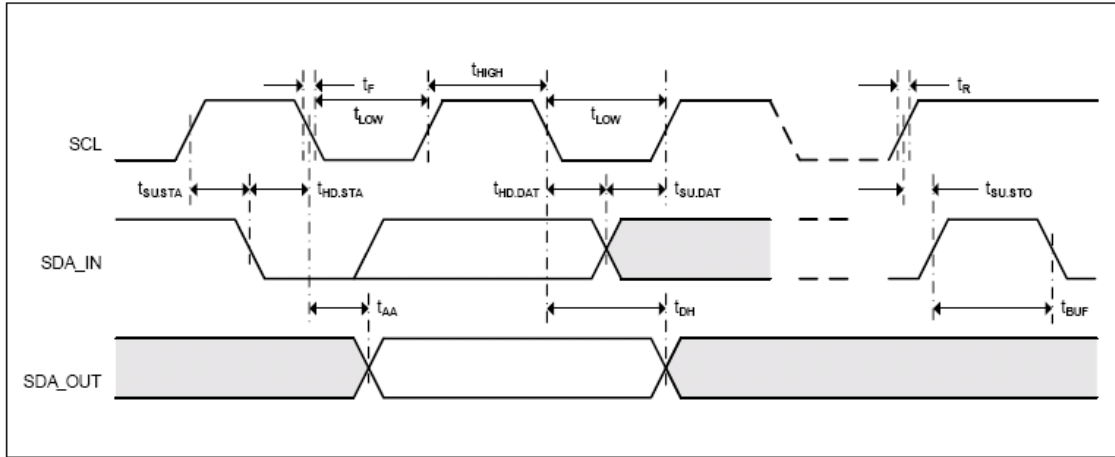 tHIGH
tF
tR
tLOW
tLOW
SCL
tSU.STA
tHD.STA
tHD.DAT
tSU.DAT
tSU.STO
SDA_IN
tAA
tDH
tBUF
SDA_OUT